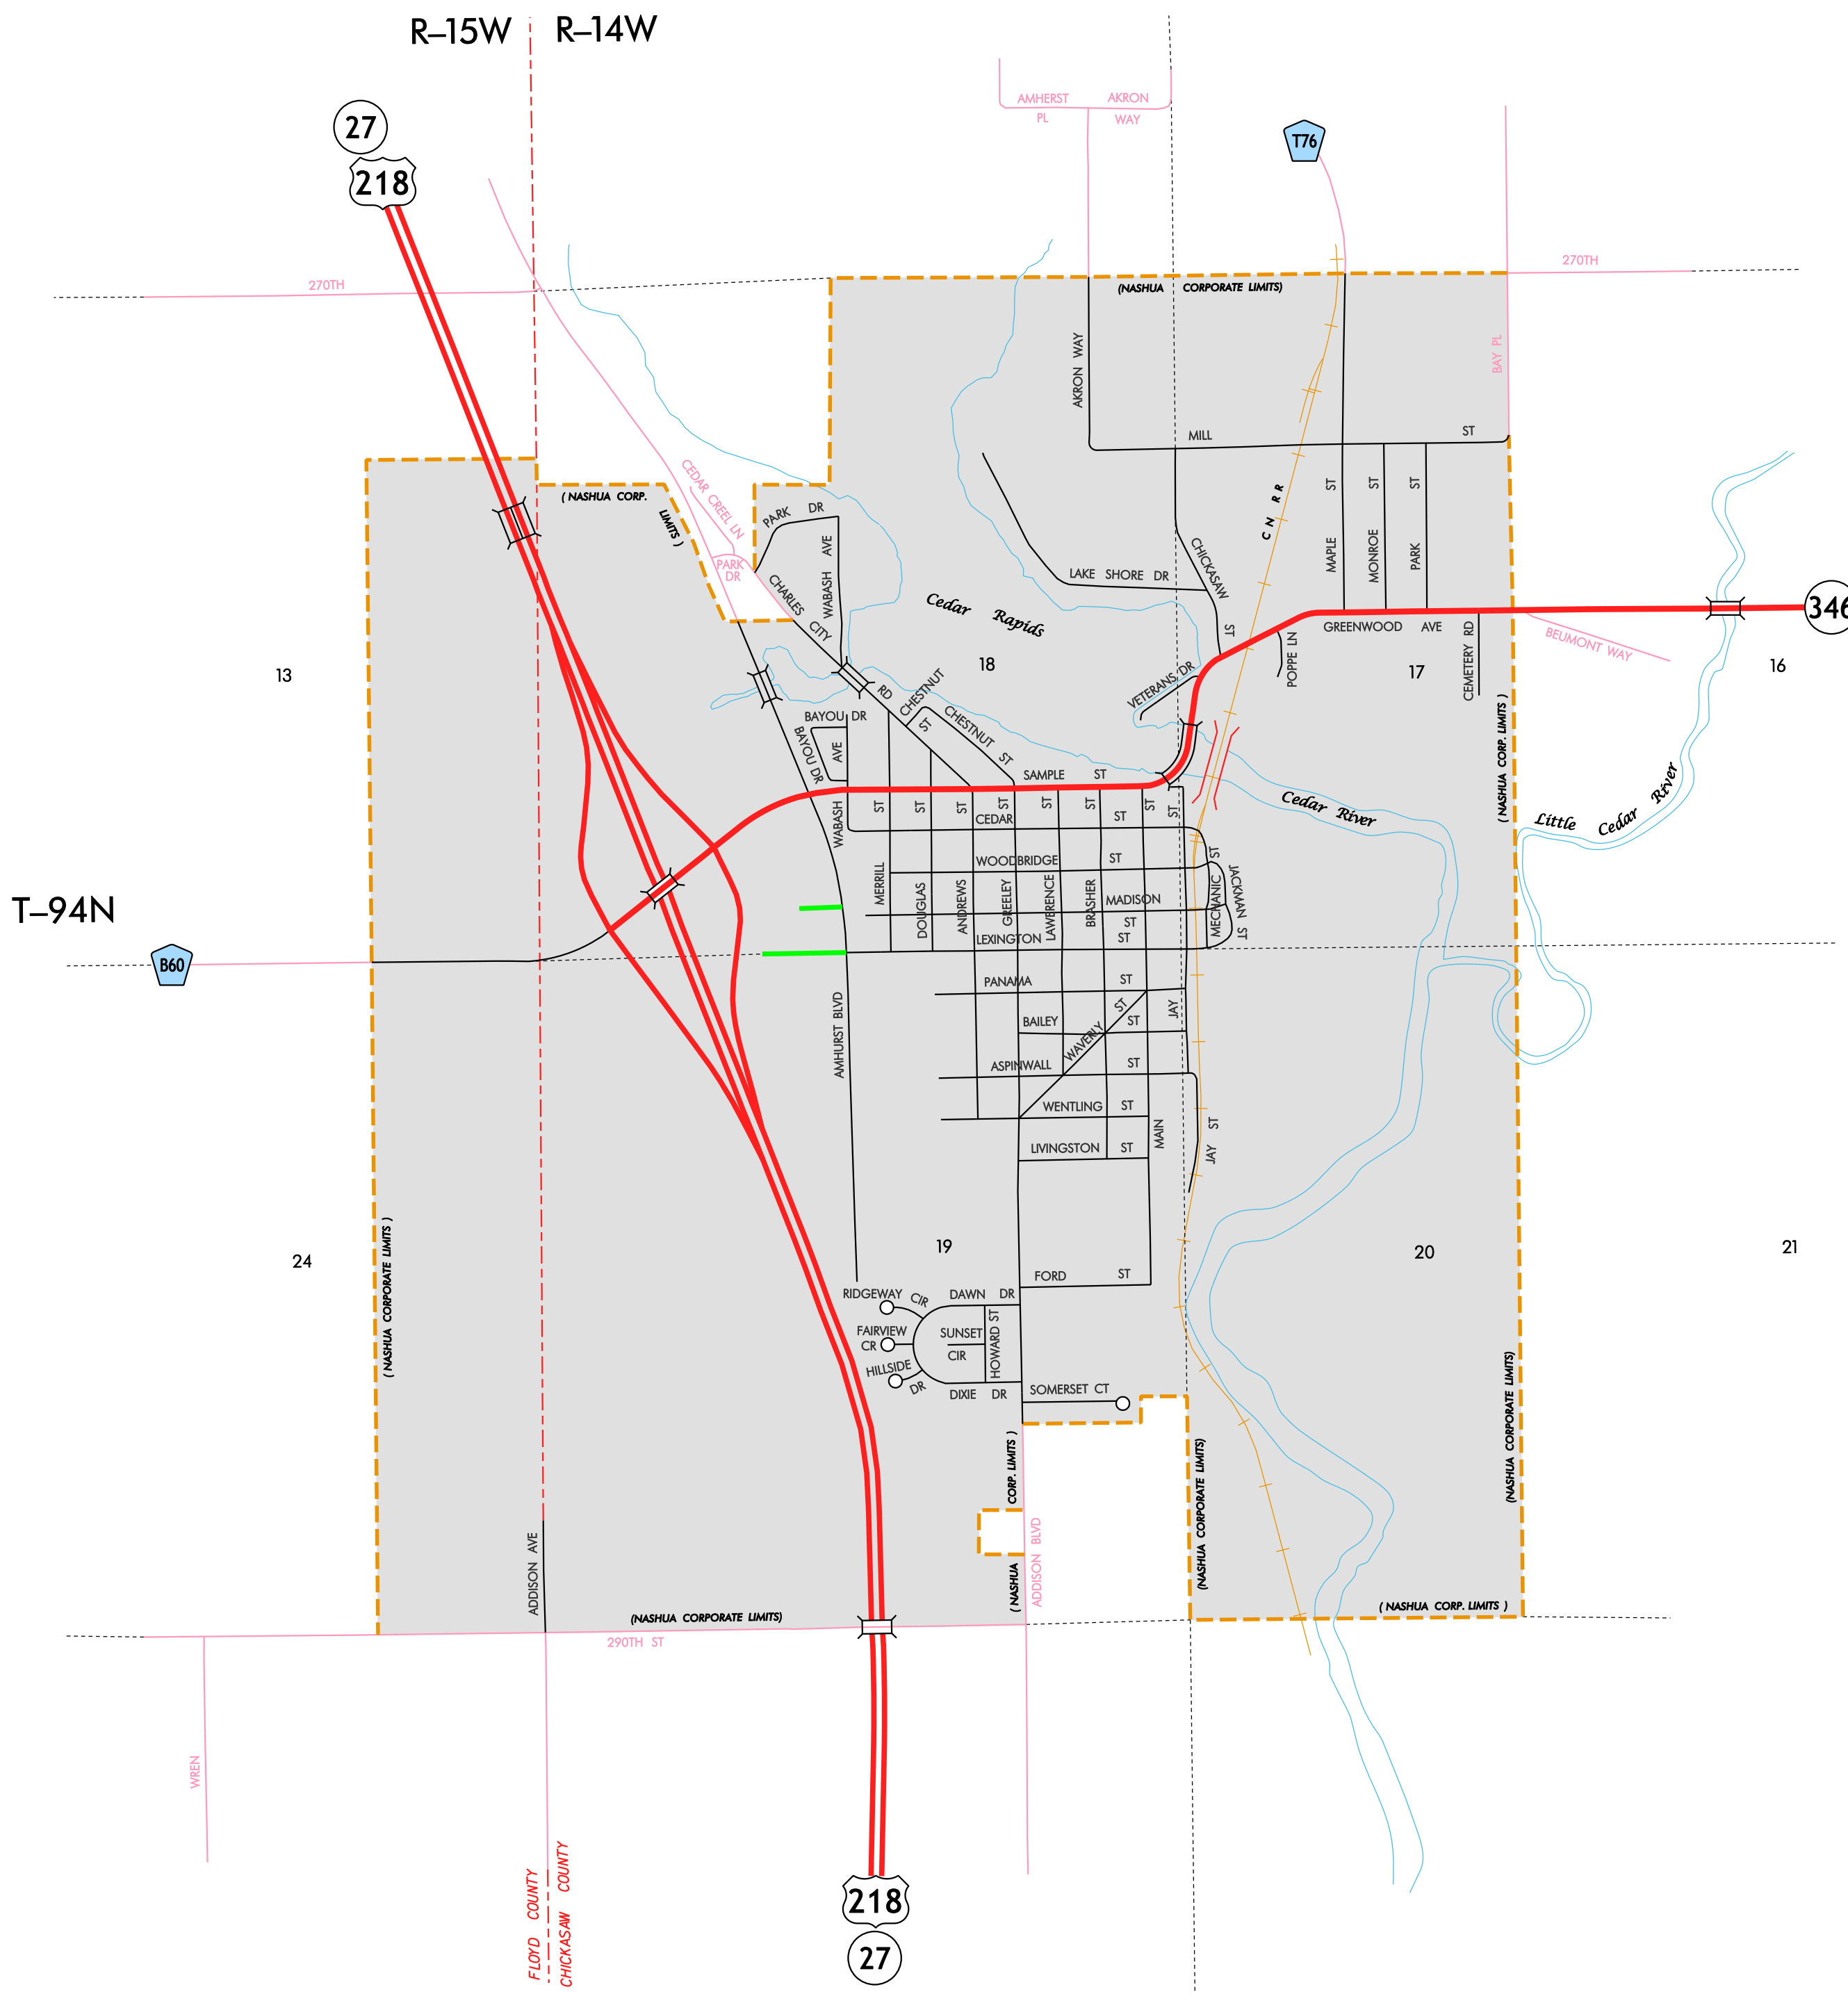 R–15W
R–14W
27
218
AMHERST
PL
AKRON
WAY
T76
270TH
270TH
(NASHUA CORPORATE LIMITS)
AKRON WAY
BAY PL
MILL ST
CEDAR CREEL LN
( NASHUA CORP.
LIMITS )
PARK DR
PARK
DR
WABASH AVE
CHARLES CITY RD
CN RR
MAPLE ST
MONROE ST
PARK ST
CHICKASAW ST
LAKE SHORE DR
Cedar Rapids
346
GREENWOOD AVE
BEUMONT WAY
POPPE LN
CEMETERY RD
13
18
17
16
VETERANS DR
CHESTNUT
ST
CHESTNUT ST
BAYOU DR
BAYOU DR
WABASH AVE
SAMPLE ST
(NASHUA CORP. LIMITS )
Cedar River
Little Cedar River
CEDAR ST
WOODBRIDGE ST
MADISON
ST
LEXINGTON ST
MERRILL ST
DOUGLAS ST
ANDREWS ST
GREELEY ST
LAWERENCE ST
BRASHER ST
MECHANIC ST
JACKMAN ST
T–94N
B60
PANAMA ST
BAILEY ST
WAVERLY ST
ASPINWALL ST
WENTLING ST
LIVINGSTON ST
AMHURST BLVD
MAIN ST
JAY ST
JAY ST
24
19
20
21
( NASHUA CORPORATE LIMITS )
FORD ST
RIDGEWAY CIR
DAWN DR
FAIRVIEW
CR
SUNSET
CIR
HOWARD ST
HILLSIDE
DR
DIXIE DR
SOMERSET CT
(NASHUA CORPORATE LIMITS)
(NASHUA CORPORATE LIMITS)
( NASHUA CORP. LIMITS )
ADDISON BLVD
ADDISON AVE
(NASHUA CORPORATE LIMITS)
( NASHUA CORP. LIMITS )
290TH ST
WREN
FLOYD COUNTY
CHICKASAW COUNTY
218
27